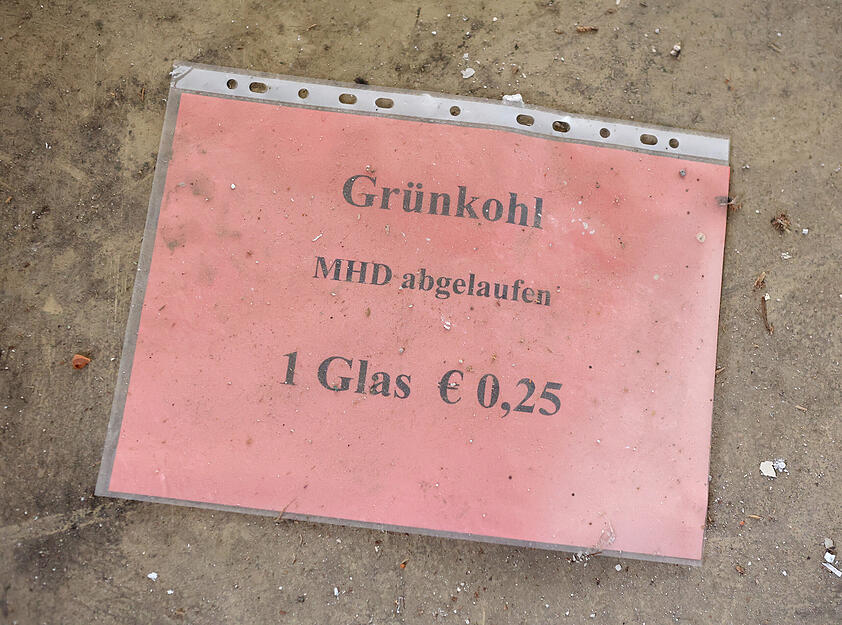 Grünkohl
MHD abgelaufen
1 Glas € 0,25